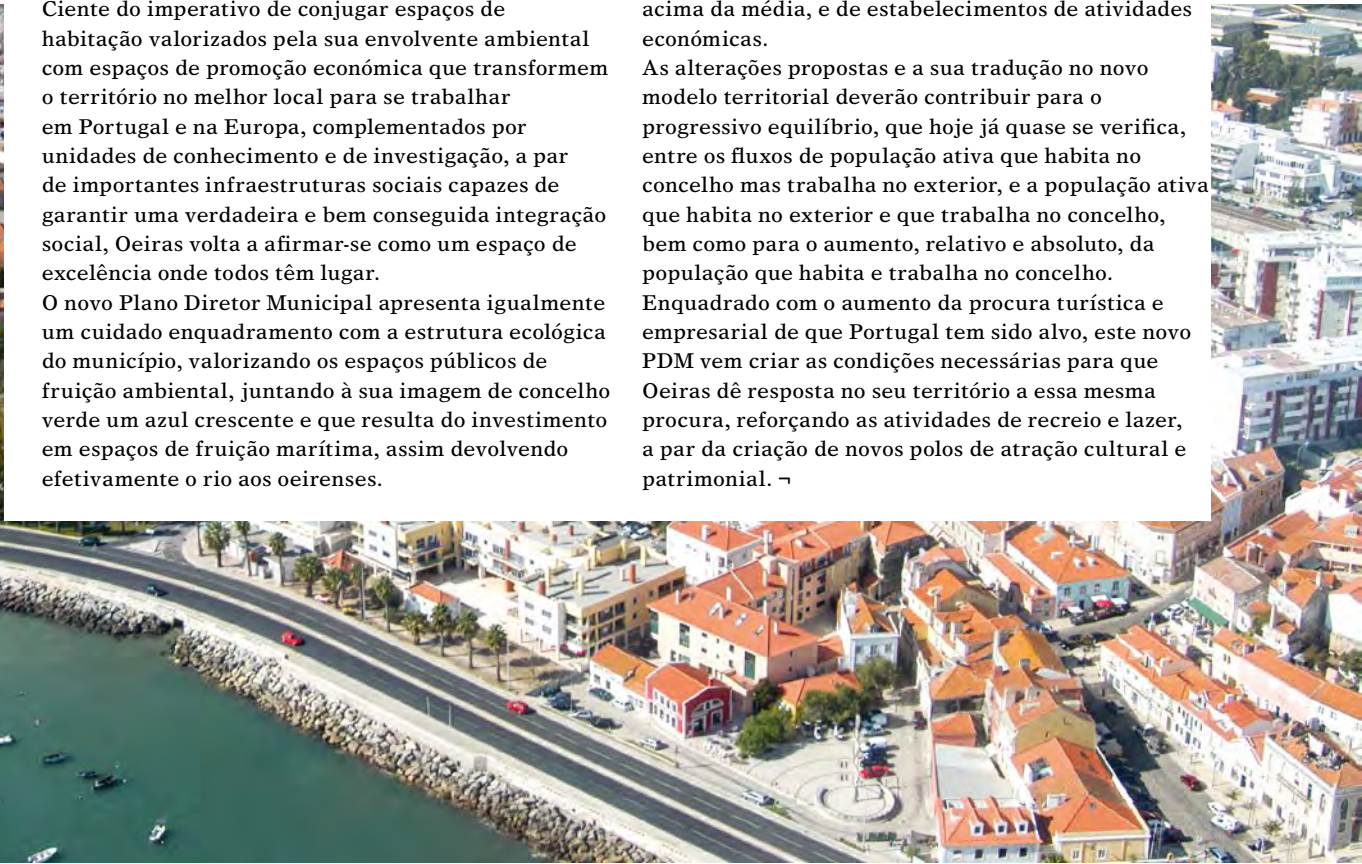 Ciente do imperativo de conjugar espaços de
habitação valorizados pela sua envolvente ambiental
com espaços de promoção económica que transformem
o território no melhor local para se trabalhar
em Portugal e na Europa, complementados por
unidades de conhecimento e de investigação, a par
de importantes infraestruturas sociais capazes de
garantir uma verdadeira e bem conseguida integração
social, Oeiras volta a afirmar-se como um espaço de
excelência onde todos têm lugar.
O novo Plano Diretor Municipal apresenta igualmente
um cuidado enquadramento com a estrutura ecológica
do município, valorizando os espaços públicos de
fruição ambiental, juntando à sua imagem de concelho
verde um azul crescente e que resulta do investimento
em espaços de fruição marítima, assim devolvendo
efetivamente o rio aos oeirenses.
acima da média, e de estabelecimentos de atividades
económicas.
As alterações propostas e a sua tradução no novo
modelo territorial deverão contribuir para o
progressivo equilíbrio, que hoje já quase se verifica,
entre os fluxos de população ativa que habita no
concelho mas trabalha no exterior, e a população ativa
que habita no exterior e que trabalha no concelho,
bem como para o aumento, relativo e absoluto, da
população que habita e trabalha no concelho.
Enquadrado com o aumento da procura turística e
empresarial de que Portugal tem sido alvo, este novo
PDM vem criar as condições necessárias para que
Oeiras dê resposta no seu território a essa mesma
procura, reforçando as atividades de recreio e lazer,
a par da criação de novos polos de atração cultural e
patrimonial. ¬